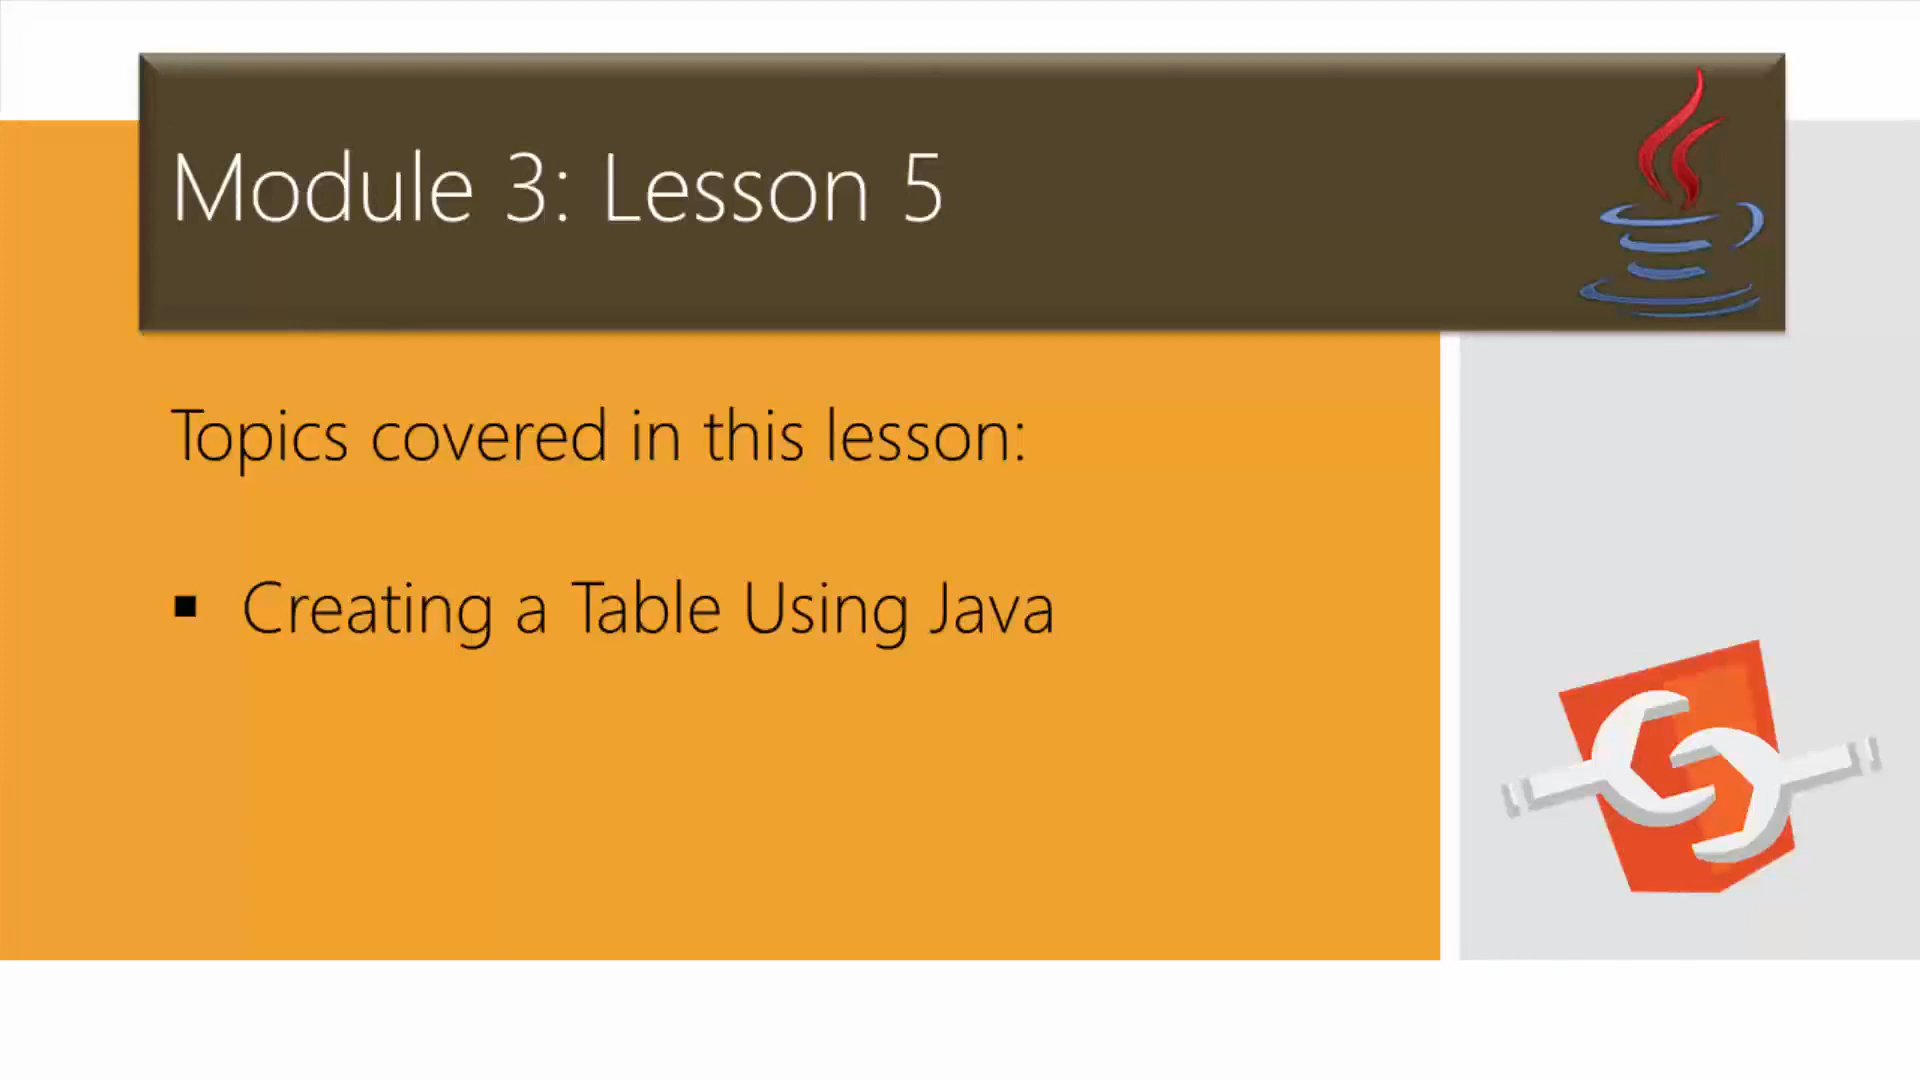 Module 3: Lesson 5
Topics covered in this lesson:
▪ Creating a Table Using Java